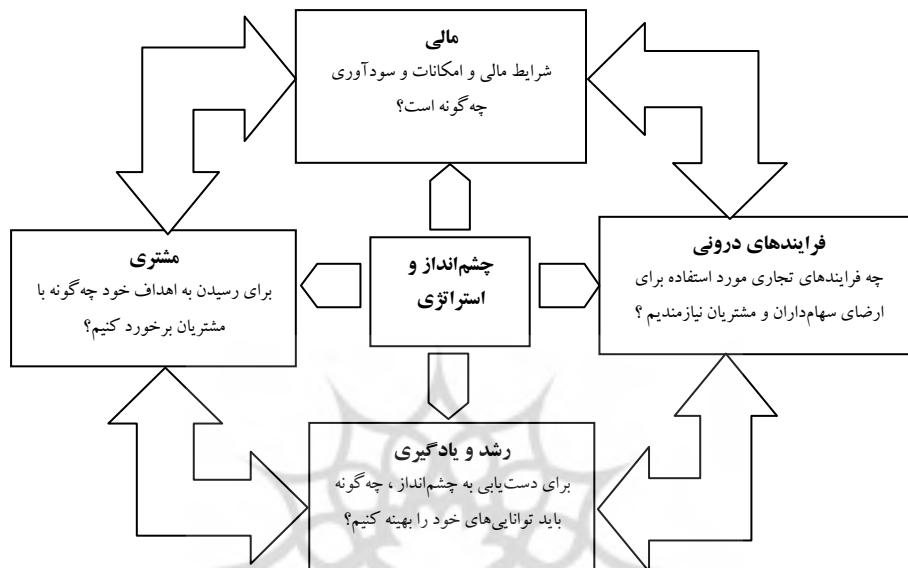 مالی
شرایط مالی و امکانات و سودآوری
چه‌گونه است؟
فرایندهای درونی
چه فرایندهای تجاری مورد استفاده برای
ارضای سهام‌داران و مشتریان نیازمندیم ؟
چشم‌انداز و
استراتژی
مشتری
برای رسیدن به اهداف خود چه‌گونه با
مشتریان برخورد کنیم؟
رشد و یادگیری
برای دست‌یابی به چشم‌انداز ، چه‌گونه
باید توانایی‌های خود را بهینه کنیم؟